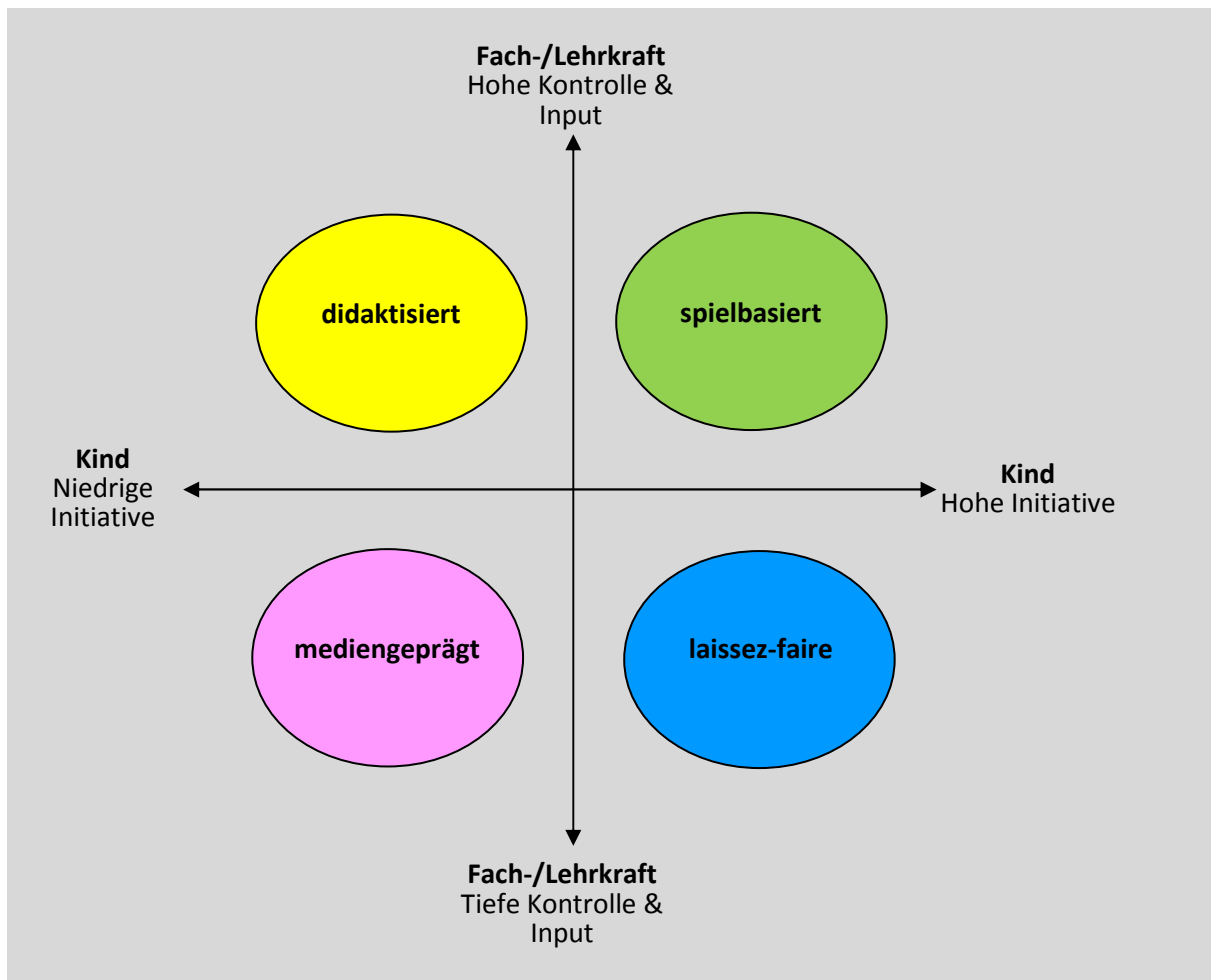 Fach-/Lehrkraft
Hohe Kontrolle &
Input
didaktisiert
spielbasiert
Kind
Niedrige
Initiative
Kind
Hohe Initiative
mediengeprägt
laissez-faire
Fach-/Lehrkraft
Tiefe Kontrolle &
Input